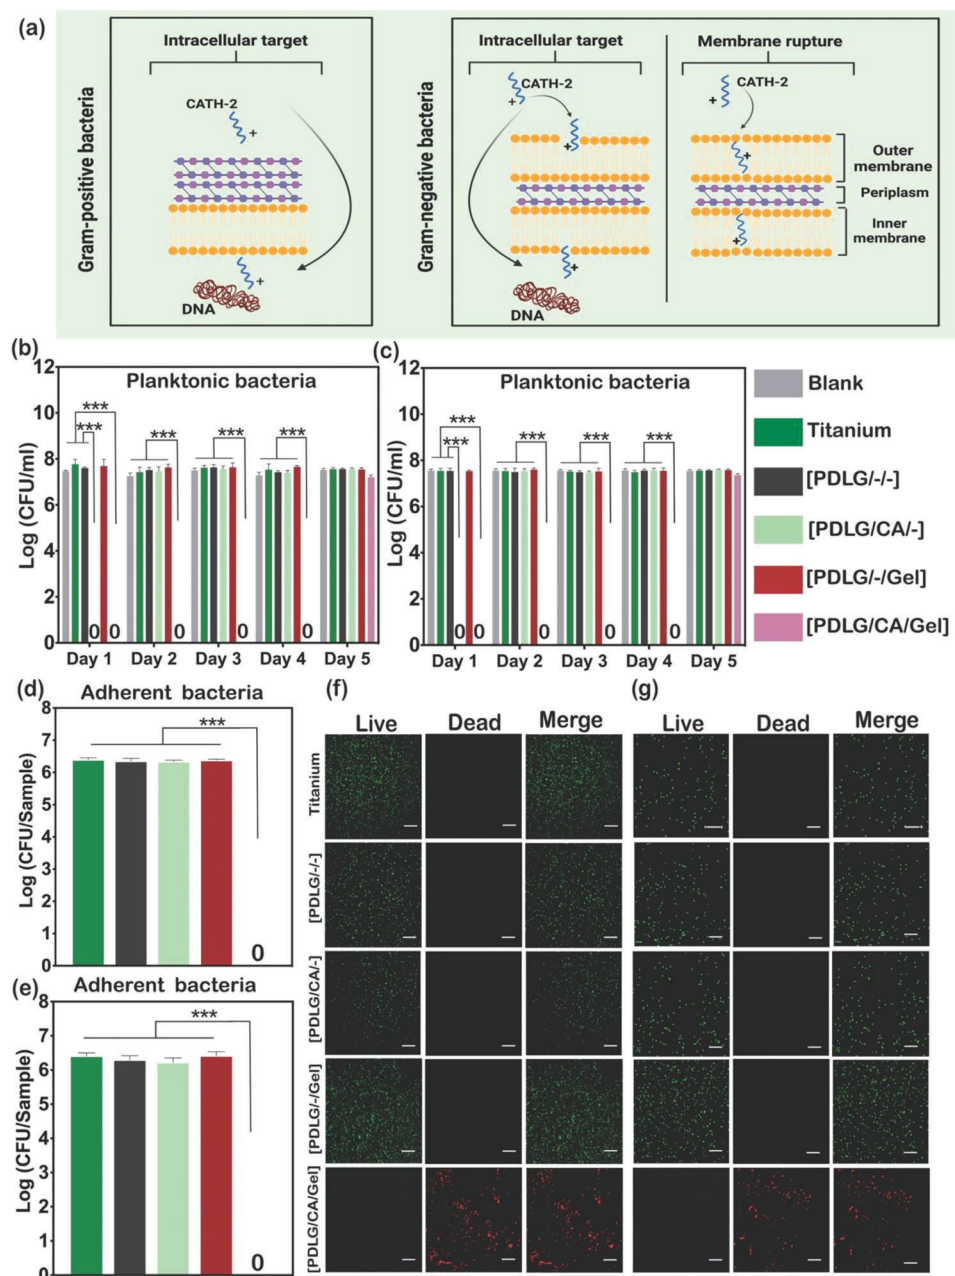 (a)
Intracellular target
Gram-positive bacteria
CATH-2
+
+
DNA
Intracellular target
Membrane rupture
Gram-negative bacteria
CATH-2
+
+
+
DNA
CATH-2
+
+
+
Outer
membrane
Periplasm
Inner
membrane
(b)
Planktonic bacteria
Log (CFU/ml)
12
10
8
6
4
2
0
***
***
***
***
***
0 0 0 0 0
Day 1 Day 2 Day 3 Day 4 Day 5
(c)
Planktonic bacteria
Log (CFU/ml)
12
10
8
6
4
2
0
***
***
***
***
***
0 0 0 0 0
Day 1 Day 2 Day 3 Day 4 Day 5
Blank
Titanium
[PDLG/-/-]
[PDLG/CA/-]
[PDLG/-/Gel]
[PDLG/CA/Gel]
(d)
Adherent bacteria
Log (CFU/Sample)
8
7
6
5
4
3
2
1
0
***
0
(e)
Adherent bacteria
Log (CFU/Sample)
8
7
6
5
4
3
2
1
0
***
0
(f)
Live Dead Merge
(g)
Live Dead Merge
Titanium
[PDLG/-/-]
[PDLG/CA/-]
[PDLG/-/Gel]
[PDLG/CA/Gel]